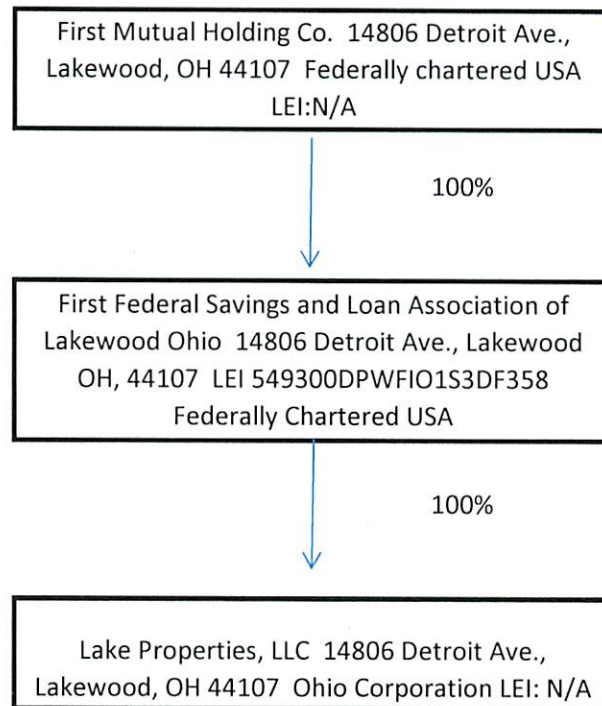 First Mutual Holding Co. 14806 Detroit Ave.,
Lakewood, OH 44107 Federally chartered USA
LEI:N/A
100%
First Federal Savings and Loan Association of
Lakewood Ohio 14806 Detroit Ave., Lakewood
OH, 44107 LEI 549300DPWFIO1S3DF358
Federally Chartered USA
100%
Lake Properties, LLC 14806 Detroit Ave.,
Lakewood, OH 44107 Ohio Corporation LEI: N/A